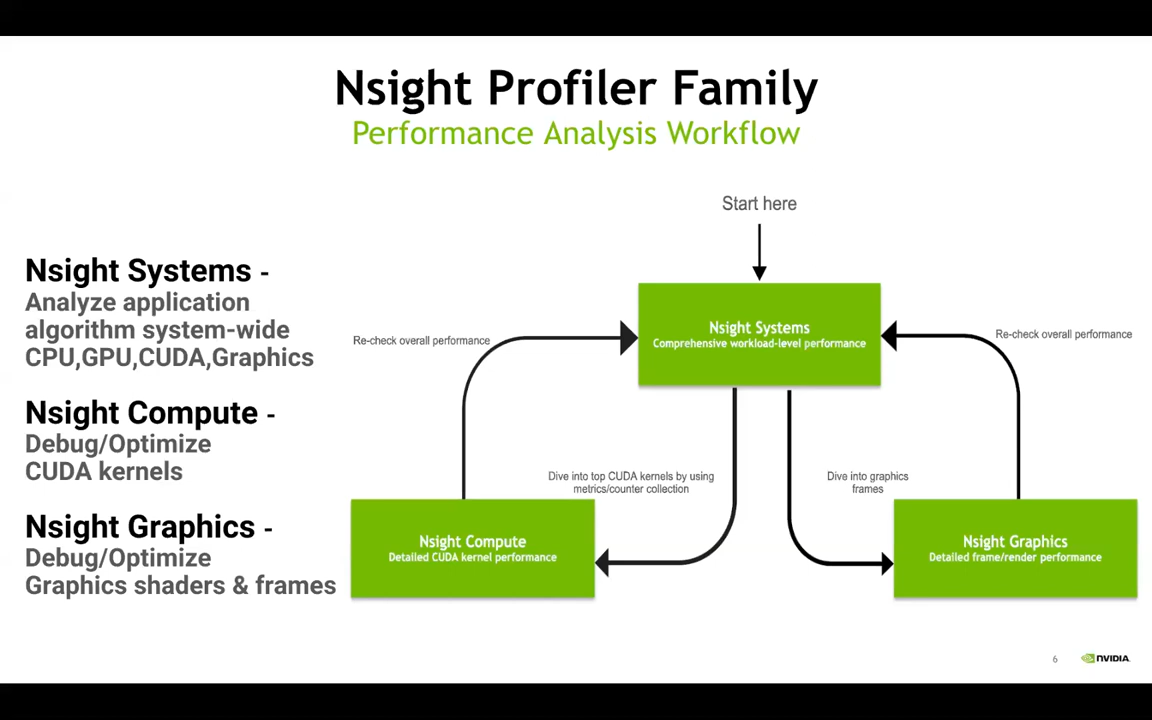 Nsight Profiler Family
Performance Analysis Workflow
Start here
Nsight Systems -
Analyze application
algorithm system-wide
CPU,GPU,CUDA,Graphics
Nsight Compute -
Debug/Optimize
CUDA kernels
Nsight Graphics -
Debug/Optimize
Graphics shaders & frames
Nsight Systems
Comprehensive workload-level performance
Re-check overall performance
Re-check overall performance
Dive into top CUDA kernels by using
metrics/counter collection
Dive into graphics
frames
Nsight Compute
Detailed CUDA kernel performance
Nsight Graphics
Detailed frame/render performance
6
NVIDIA.